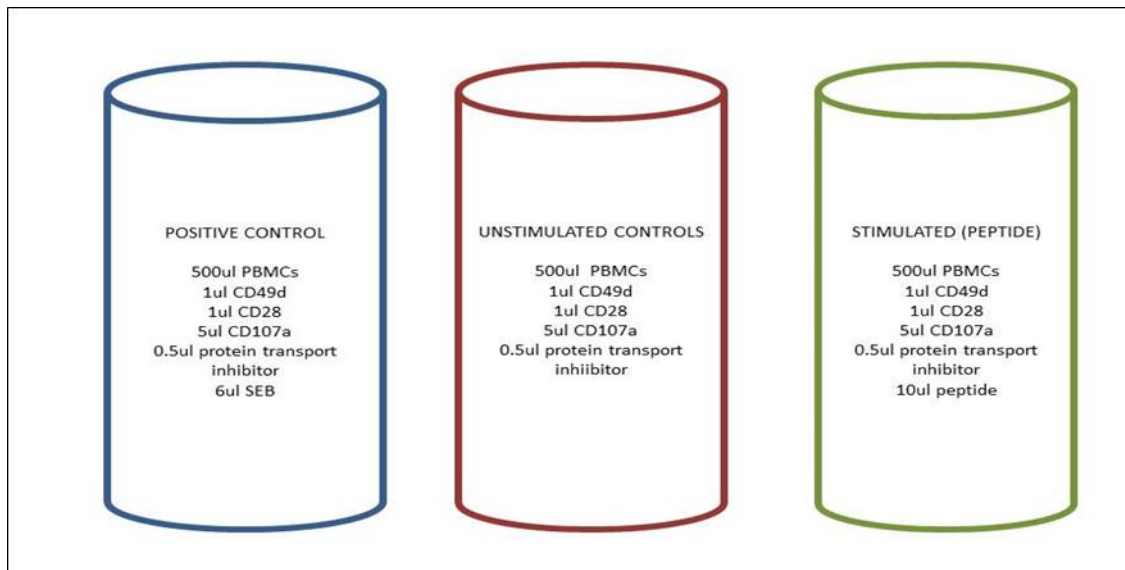 POSITIVE CONTROL
500ul PBMCs
1ul CD49d
1ul CD28
5ul CD107a
0.5ul protein transport
inhibitor
6ul SEB
UNSTIMULATED CONTROLS
500ul PBMCs
1ul CD49d
1ul CD28
5ul CD107a
0.5ul protein transport
inhiibitor
STIMULATED (PEPTIDE)
500ul PBMCs
1ul CD49d
1ul CD28
5ul CD107a
0.5ul protein transport
inhibitor
10ul peptide